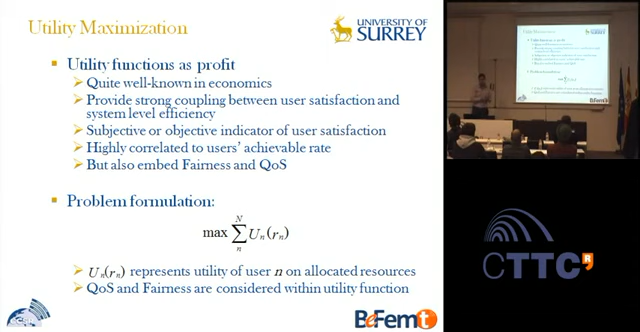 Utility Maximization
UNIVERSITY OF
SURREY
Utility functions as profit
Quite well-known in economics
Provide strong coupling between user satisfaction and
system level efficiency
Subjective or objective indicator of user satisfaction
Highly correlated to users' achievable rate
But also embed Fairness and QoS
Problem formulation:
max ∑ₙᴺ Uₙ(rₙ)
Uₙ(rₙ) represents utility of user n on allocated resources
QoS and Fairness are considered within utility function
BeFemt
CTTC